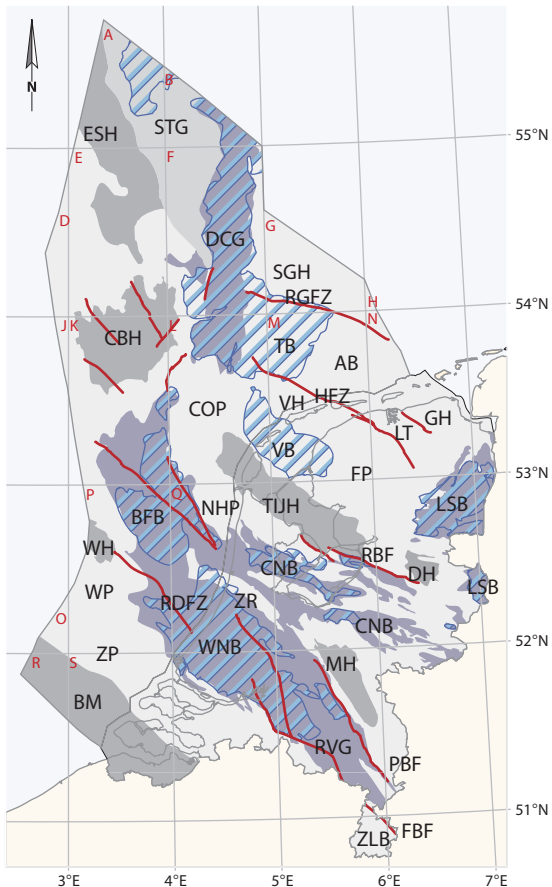 A
N
B
STG
ESH
55°N
E
F
D
G
DCG
SGH
RGFZ
H
54°N
J K
L
M
N
CBH
TB
AB
HFZ
VH
COP
GH
LT
VB
FP
53°N
P
Q
NHP
TIJH
LSB
BFB
WH
RBF
CNB
DH
LSB
WP
RDFZ
ZR
O
CNB
WNB
52°N
ZP
R
S
MH
BM
RVG
PBF
51°N
FBF
ZLB
3°E
4°E
5°E
6°E
7°E